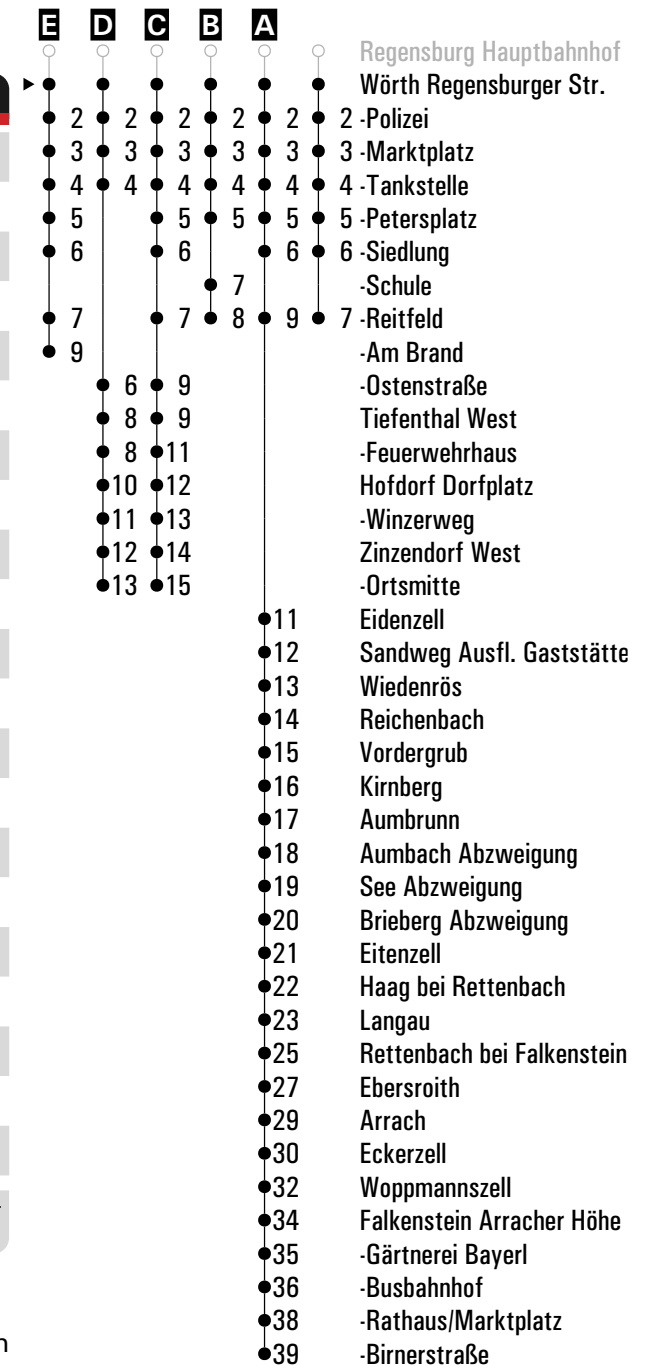 E D C B A
Regensburg Hauptbahnhof
Wörth Regensburger Str.
2 2 2 2 2 2 -Polizei
3 3 3 3 3 3 -Marktplatz
4 4 4 4 4 4 -Tankstelle
5 5 5 5 5 -Petersplatz
6 6 6 6 -Siedlung
7 -Schule
7 7 8 9 7 -Reitfeld
9 -Am Brand
6 9 -Ostenstraße
8 9 Tiefenthal West
8 11 -Feuerwehrhaus
10 12 Hofdorf Dorfplatz
11 13 -Winzerweg
12 14 Zinzendorf West
13 15 -Ortsmitte
11 Eidenzell
12 Sandweg Ausfl. Gaststätte
13 Wiedenrös
14 Reichenbach
15 Vordergrub
16 Kirnberg
17 Aumbrunn
18 Aumbach Abzweigung
19 See Abzweigung
20 Brieberg Abzweigung
21 Eitenzell
22 Haag bei Rettenbach
23 Langau
25 Rettenbach bei Falkenstein
27 Ebersroith
29 Arrach
30 Eckerzell
32 Woppmannszell
34 Falkenstein Arracher Höhe
35 -Gärtnerei Bayerl
36 -Busbahnhof
38 -Rathaus/Marktplatz
39 -Birnerstraße